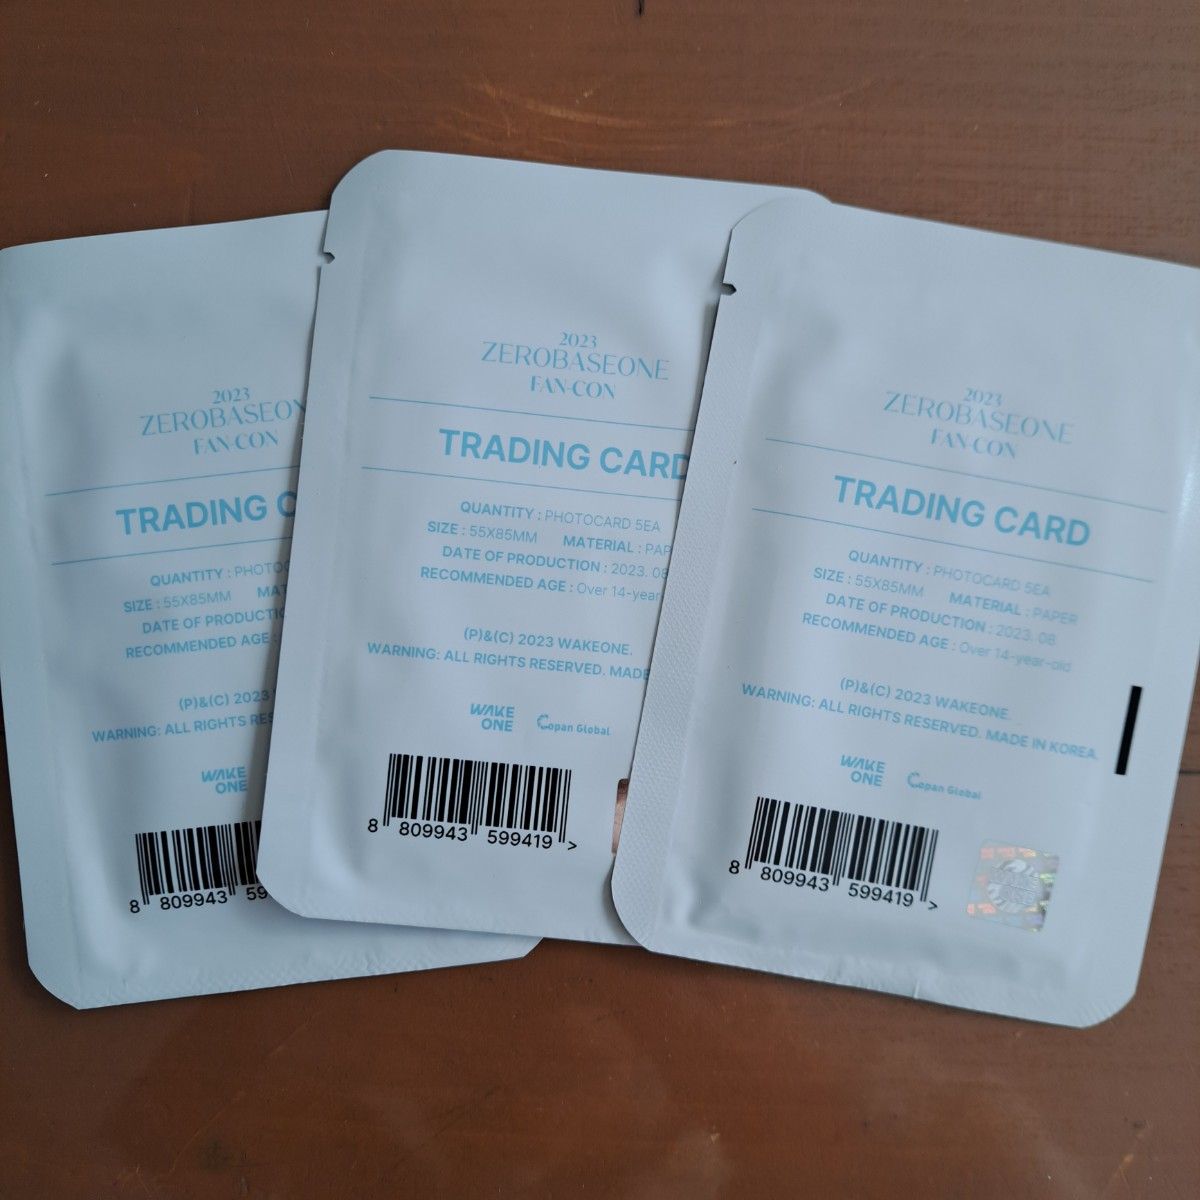 2023
ZEROBASEON
FAN-CON
TRADING C
QUANTITY : PHOTOC
SIZE : 55X85MM MAT
DATE OF PRODUCTIO
RECOMMENDED AGE :
(P)&(C) 2023
WARNING: ALL RIGHTS RES
WAKE
ONE
8 809943 59
2023
ZEROBASEONE
FAN-CON
TRADING CARD
QUANTITY : PHOTOCARD 5EA
SIZE : 55X85MM MATERIAL : PAP
DATE OF PRODUCTION : 2023. 08
RECOMMENDED AGE : Over 14-year
(P)&(C) 2023 WAKEONE.
WARNING: ALL RIGHTS RESERVED. MADE
WAKE
ONE
Copan Global
8 809943 599419 >
2023
ZEROBASEONE
FAN-CON
TRADING CARD
QUANTITY : PHOTOCARD 5EA
SIZE : 55X85MM MATERIAL : PAPER
DATE OF PRODUCTION : 2023. 08
RECOMMENDED AGE : Over 14-year-old
(P)&(C) 2023 WAKEONE.
WARNING: ALL RIGHTS RESERVED. MADE IN KOREA.
WAKE
ONE
Copan Global
8 809943 599419 >